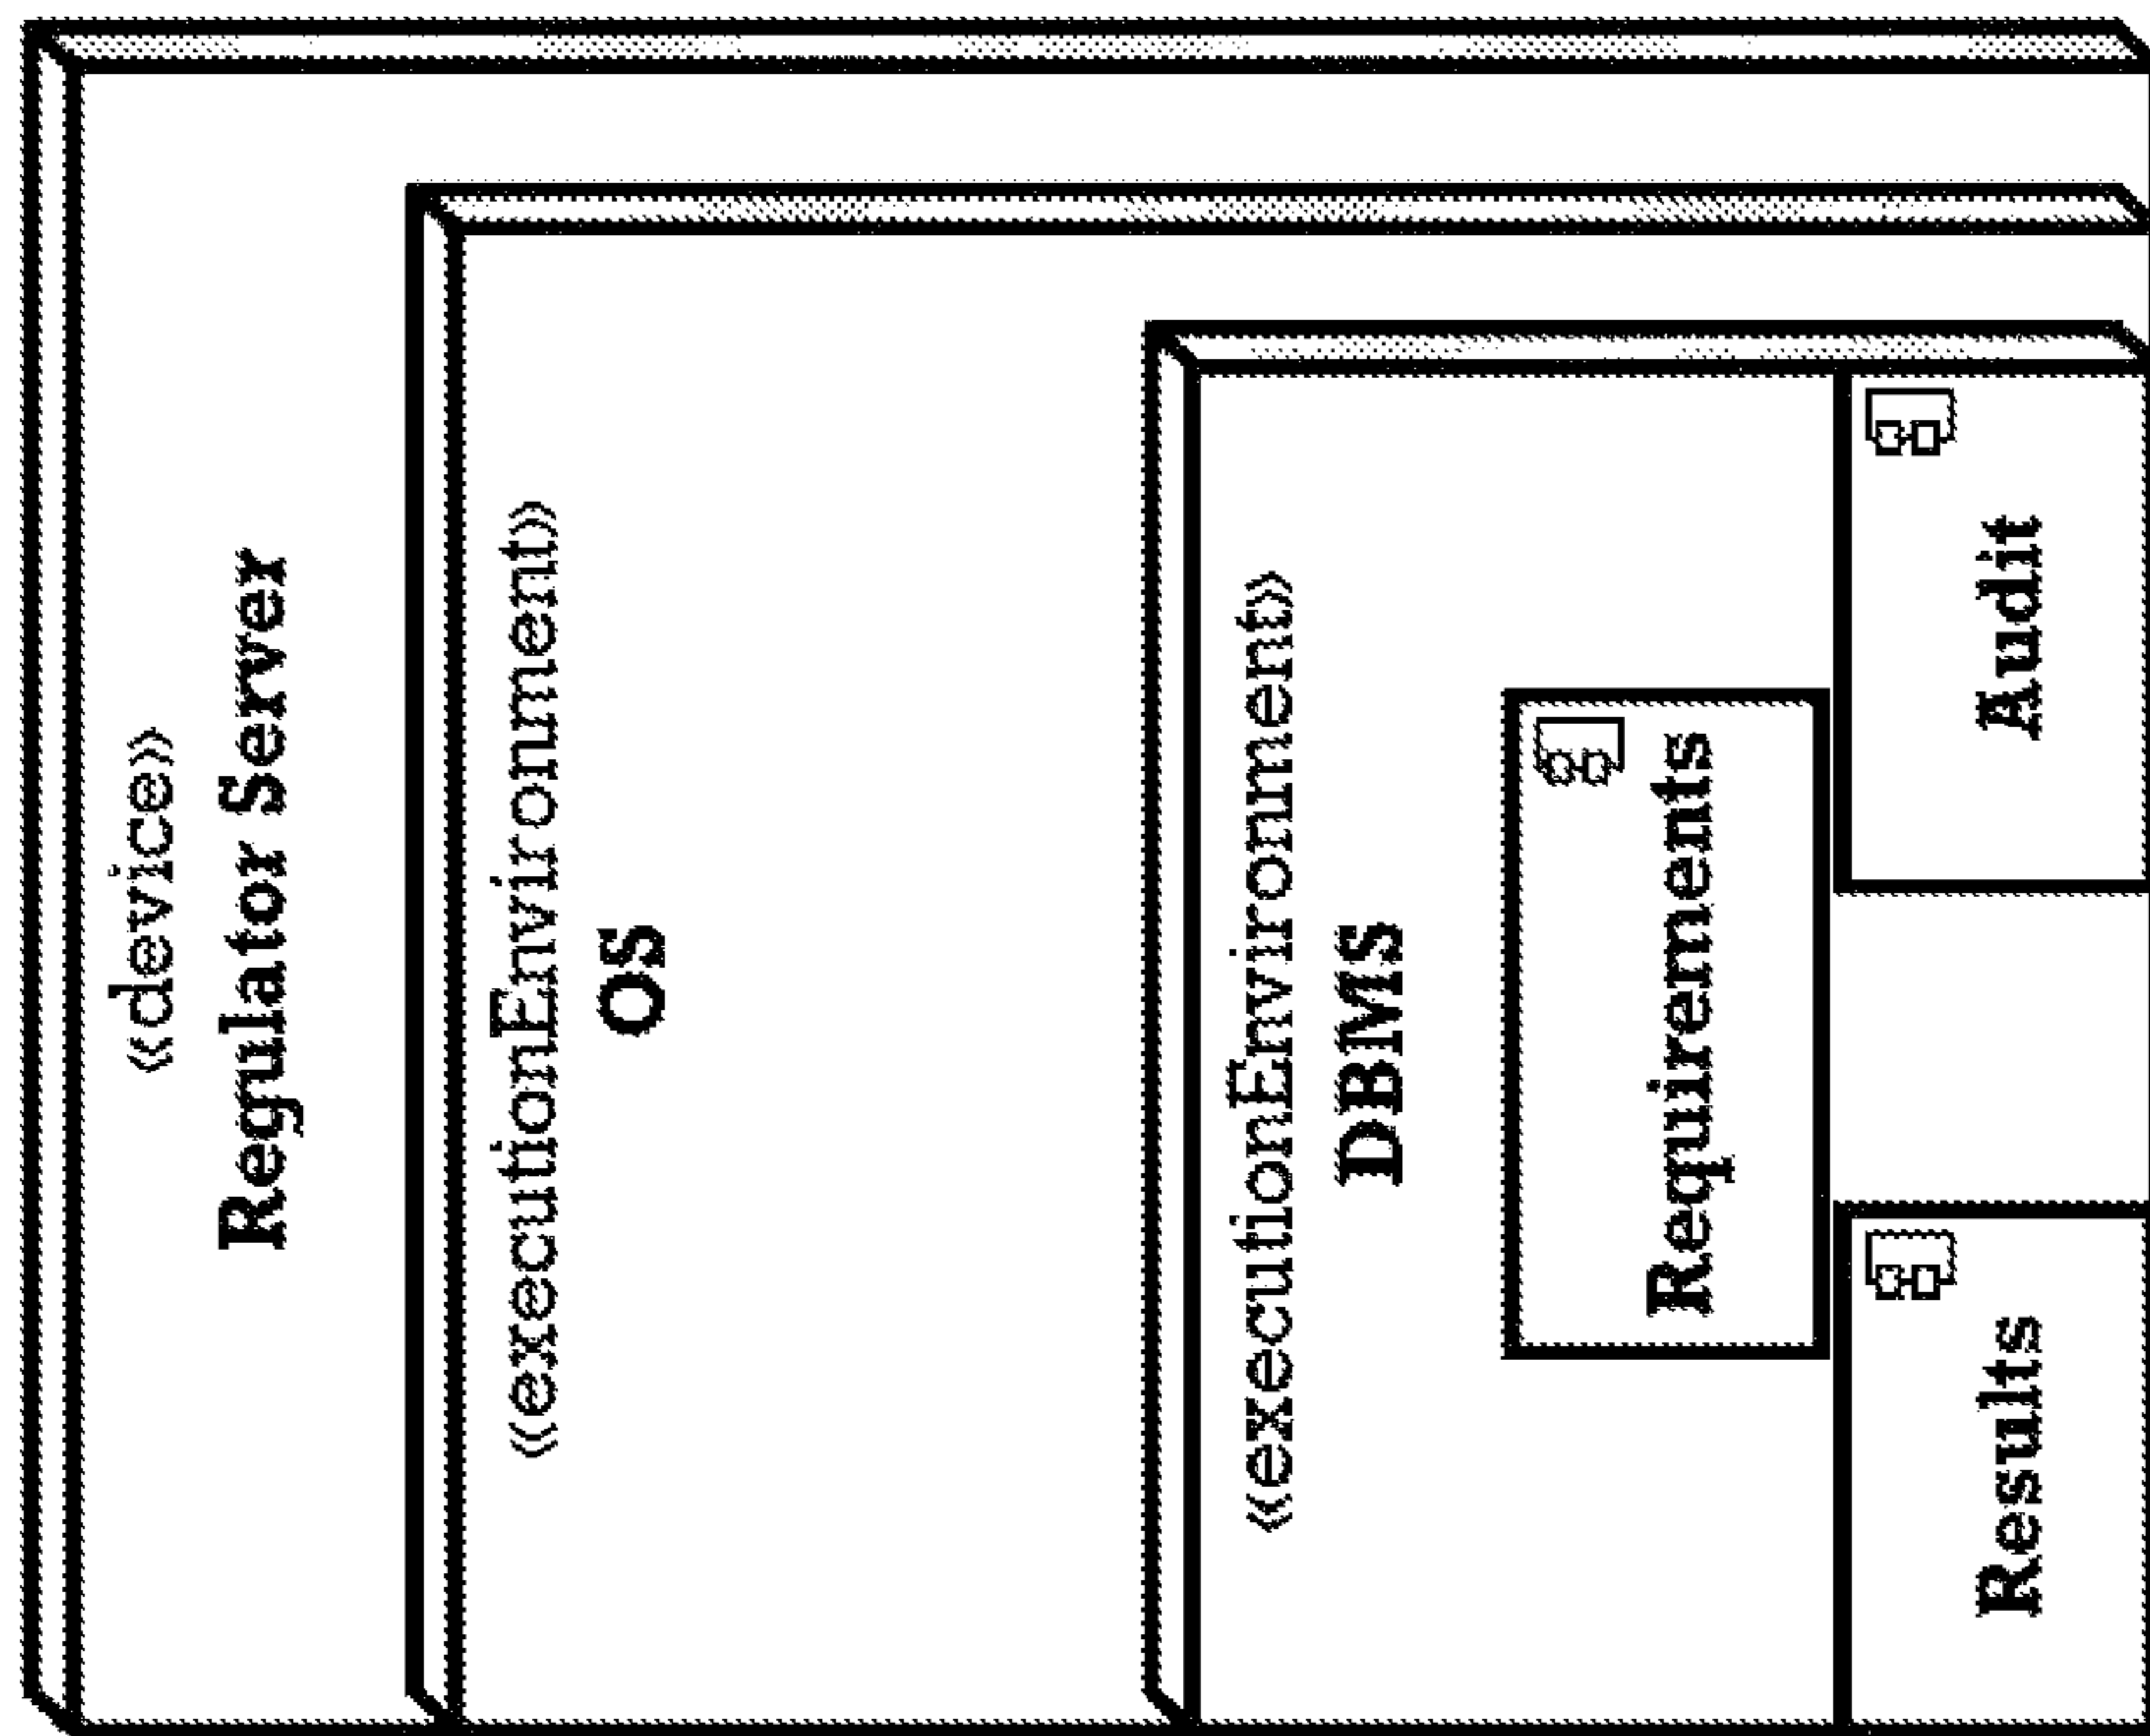 «device»
Regulator Server
«executionEnvironment»
OS
«executionEnvironment»
DBMS
Requirements
Results
Audit